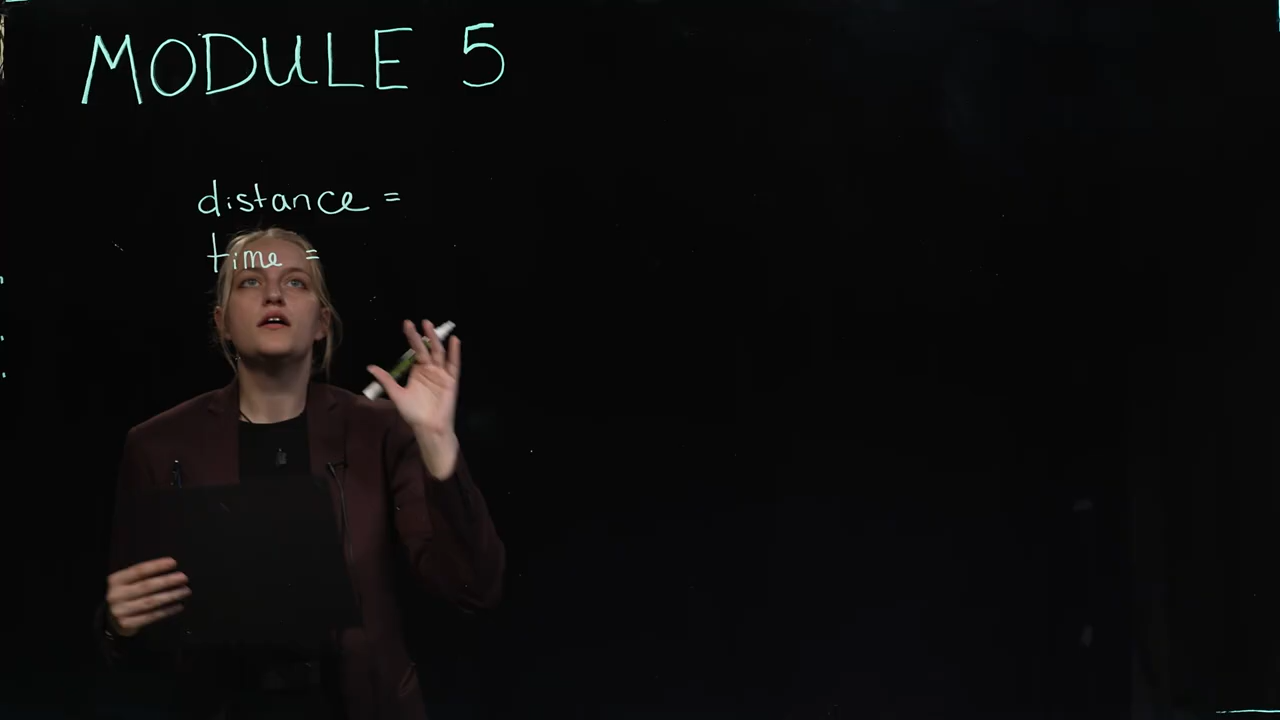 MODULE 5
distance =
time =